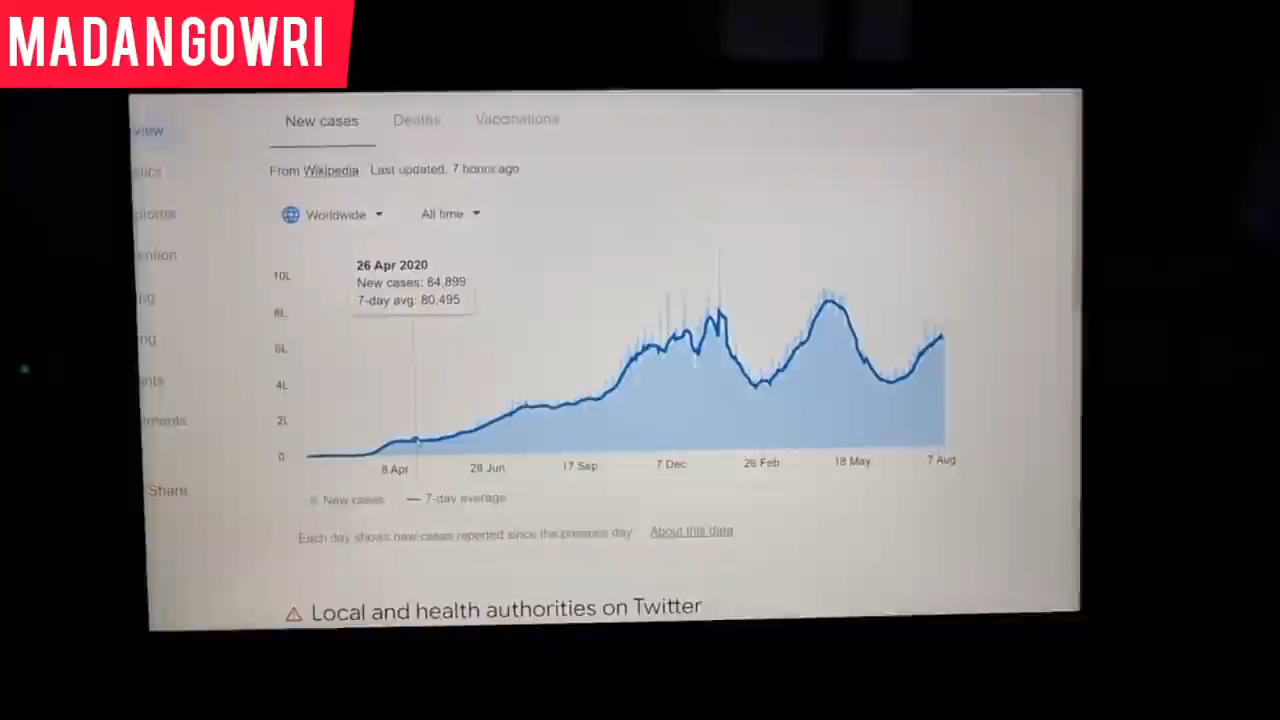 MADAN GOWRI
New cases Deaths Vaccinations
From Wikipedia Last updated: 7 hours ago
Worldwide All time
26 Apr 2020
New cases: 84,899
7-day avg: 80,495
10L
8L
6L
4L
2L
0
8 Apr 28 Jun 17 Sep 7 Dec 26 Feb 18 May 7 Aug
New cases 7-day average
Each day shows new cases reported since the previous day About this data
Share
Local and health authorities on Twitter